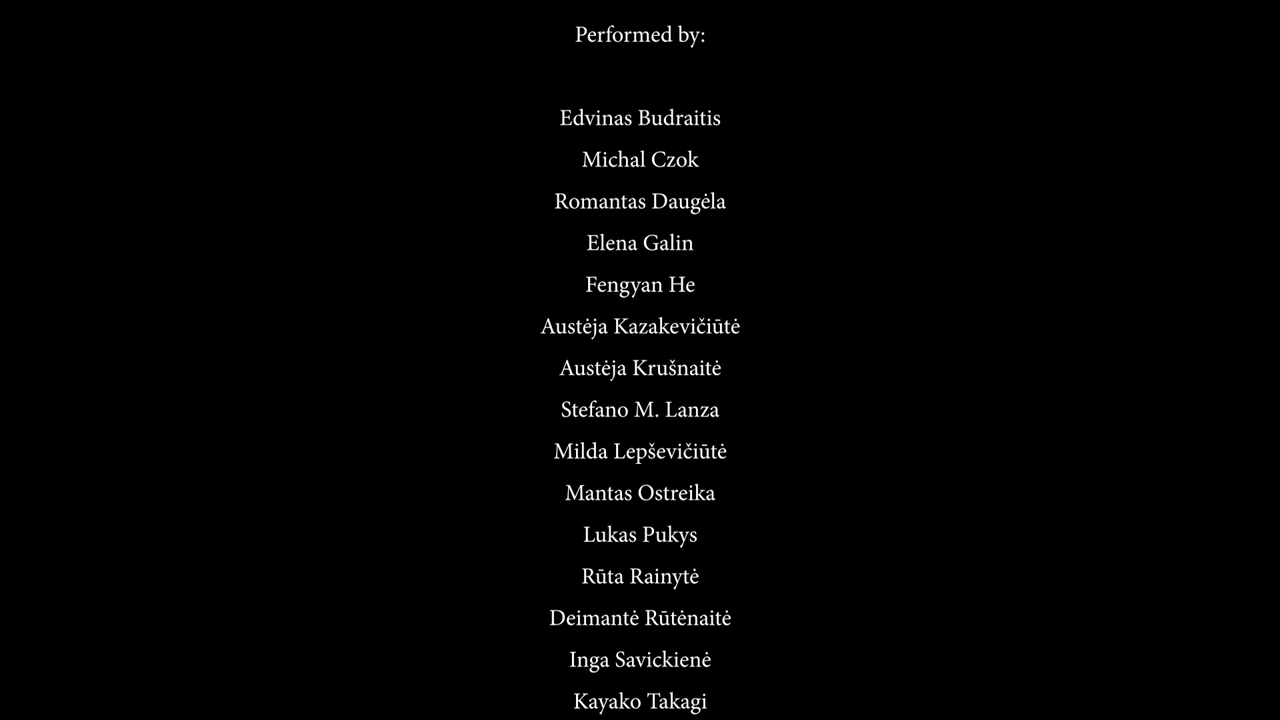 Performed by:
Edvinas Budraitis
Michal Czok
Romantas Daugėla
Elena Galin
Fengyan He
Austėja Kazakevičiūtė
Austėja Krušnaitė
Stefano M. Lanza
Milda Lepševičiūtė
Mantas Ostreika
Lukas Pukys
Rūta Rainytė
Deimantė Rūtėnaitė
Inga Savickienė
Kayako Takagi